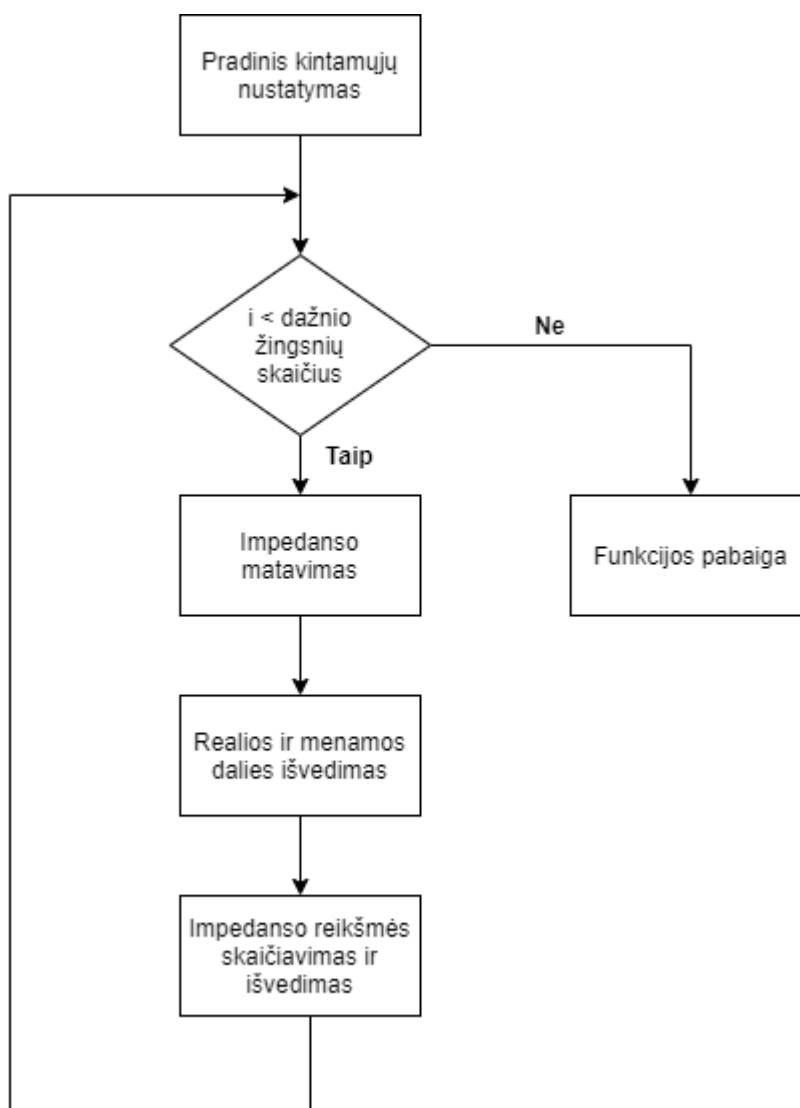 Pradinis kintamųjų
nustatymas
i < dažnio
žingsnių
skaičius
Ne
Taip
Impedanso
matavimas
Funkcijos pabaiga
Realios ir menamos
dalies išvedimas
Impedanso reikšmės
skaičiavimas ir
išvedimas